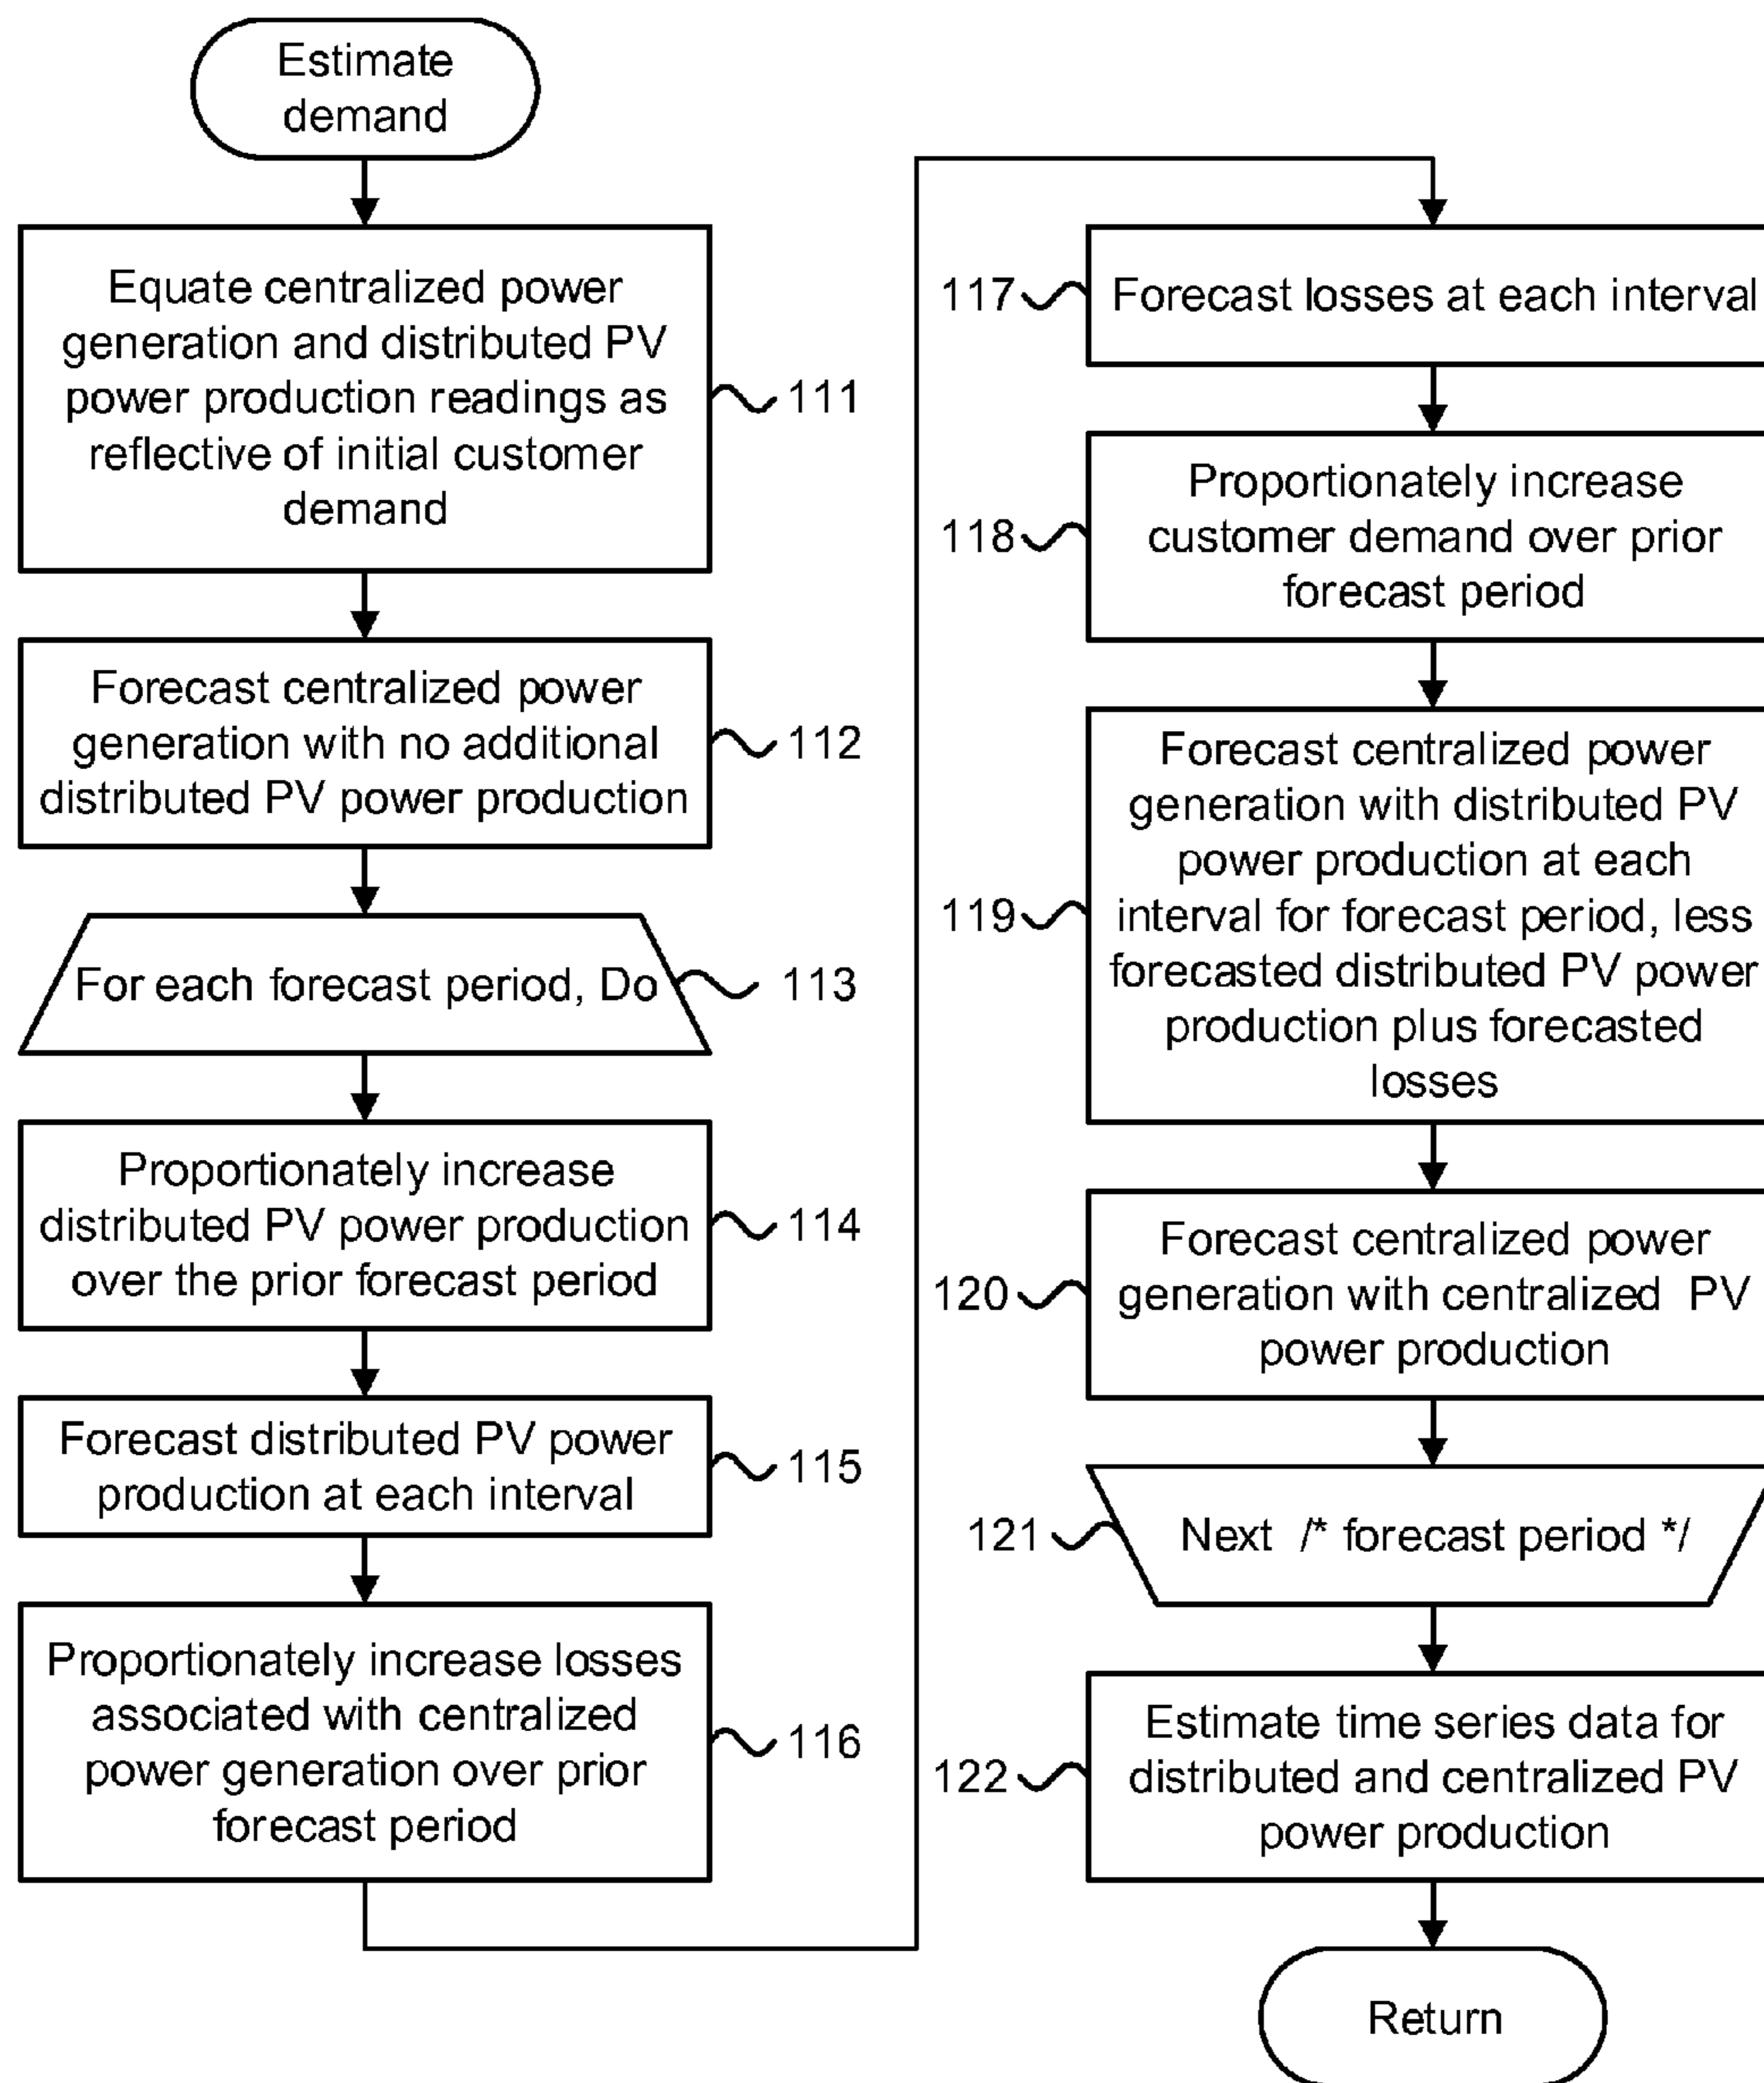 Estimate
demand
Equate centralized power
generation and distributed PV
power production readings as
reflective of initial customer
demand
111
Forecast centralized power
generation with no additional
distributed PV power production
112
For each forecast period, Do
113
Proportionately increase
distributed PV power production
over the prior forecast period
114
Forecast distributed PV power
production at each interval
115
Proportionately increase losses
associated with centralized
power generation over prior
forecast period
116
117
Forecast losses at each interval
118
Proportionately increase
customer demand over prior
forecast period
119
Forecast centralized power
generation with distributed PV
power production at each
interval for forecast period, less
forecasted distributed PV power
production plus forecasted
losses
120
Forecast centralized power
generation with centralized PV
power production
121
Next /* forecast period */
122
Estimate time series data for
distributed and centralized PV
power production
Return